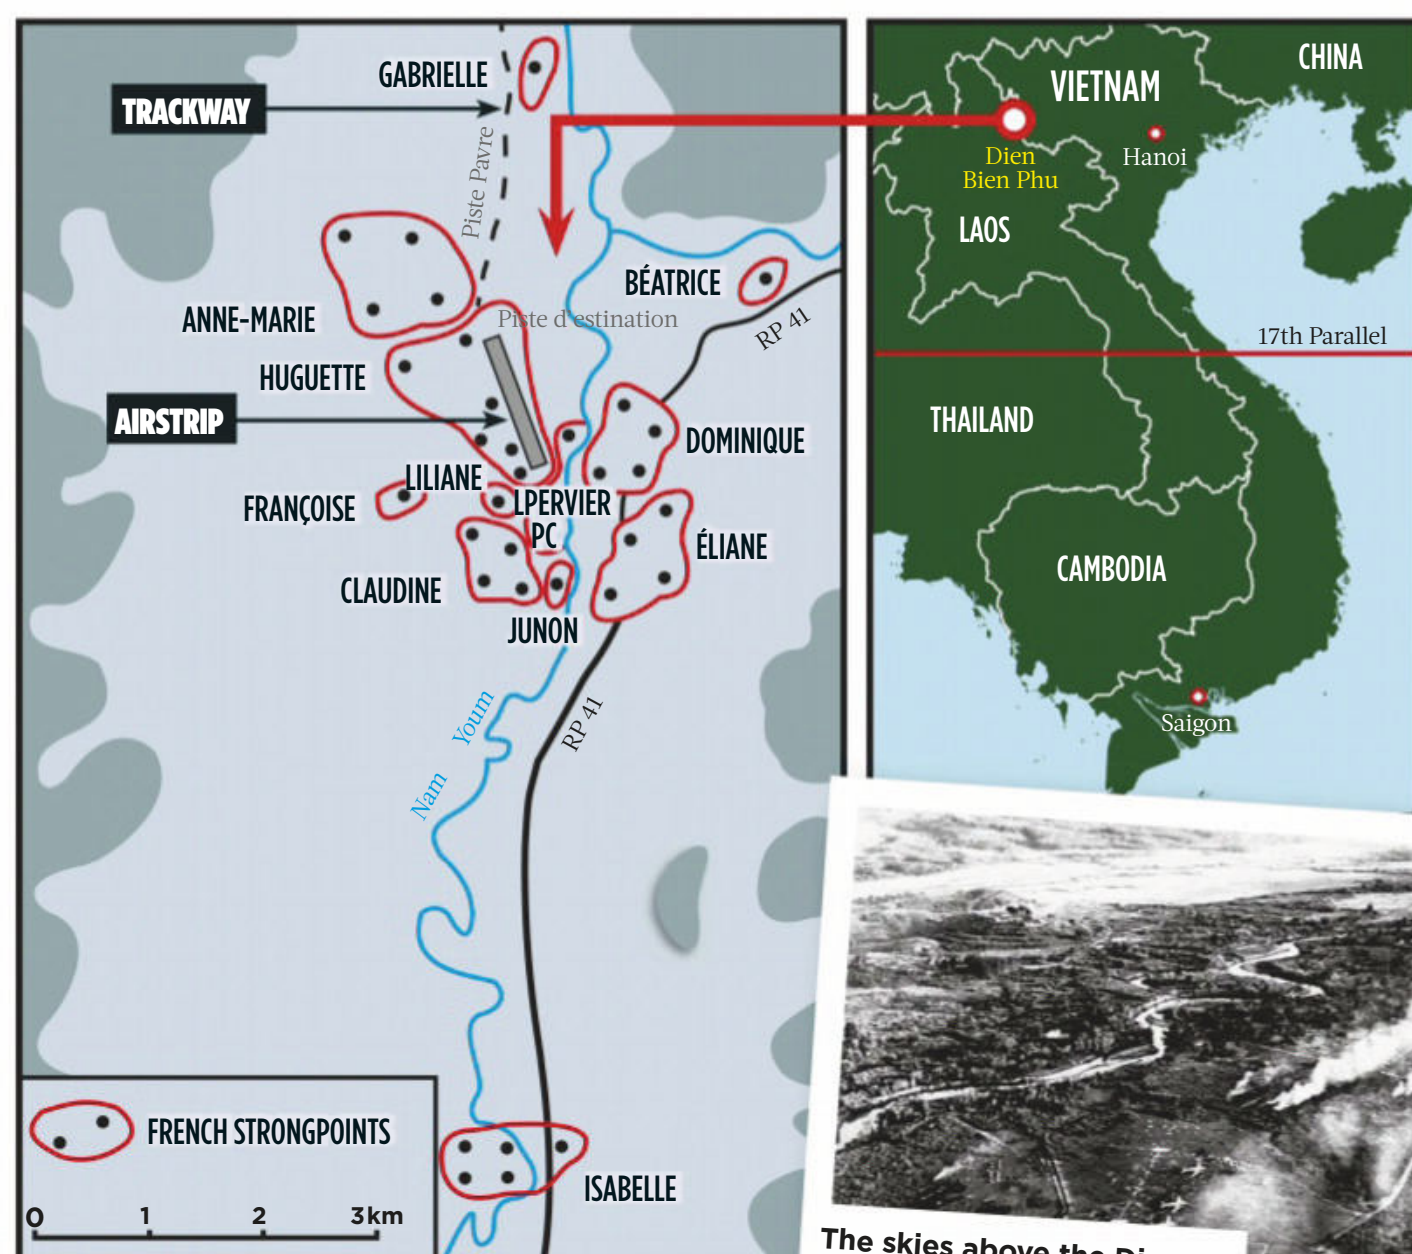 GABRIELLE
TRACKWAY
Piste Pavre
ANNE-MARIE
BÉATRICE
Piste d'estination
RP 41
HUGUETTE
AIRSTRIP
DOMINIQUE
LILIANE
FRANÇOISE
LPERVIER
PC
ÉLIANE
CLAUDINE
JUNON
Nam Youm
RP 41
FRENCH STRONGPOINTS
ISABELLE
0 1 2 3km
CHINA
VIETNAM
Dien
Bien Phu
Hanoi
LAOS
17th Parallel
THAILAND
CAMBODIA
Saigon
The skies above the